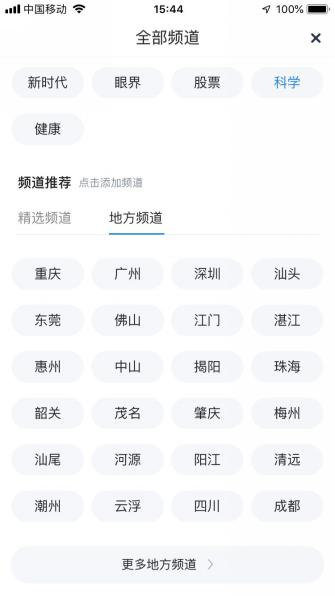 中国移动 15:44 100%
全部频道
新时代 眼界 股票 科学
健康
频道推荐 点击添加频道
精选频道 地方频道
重庆 广州 深圳 汕头
东莞 佛山 江门 湛江
惠州 中山 揭阳 珠海
韶关 茂名 肇庆 梅州
汕尾 河源 阳江 清远
潮州 云浮 四川 成都
更多地方频道